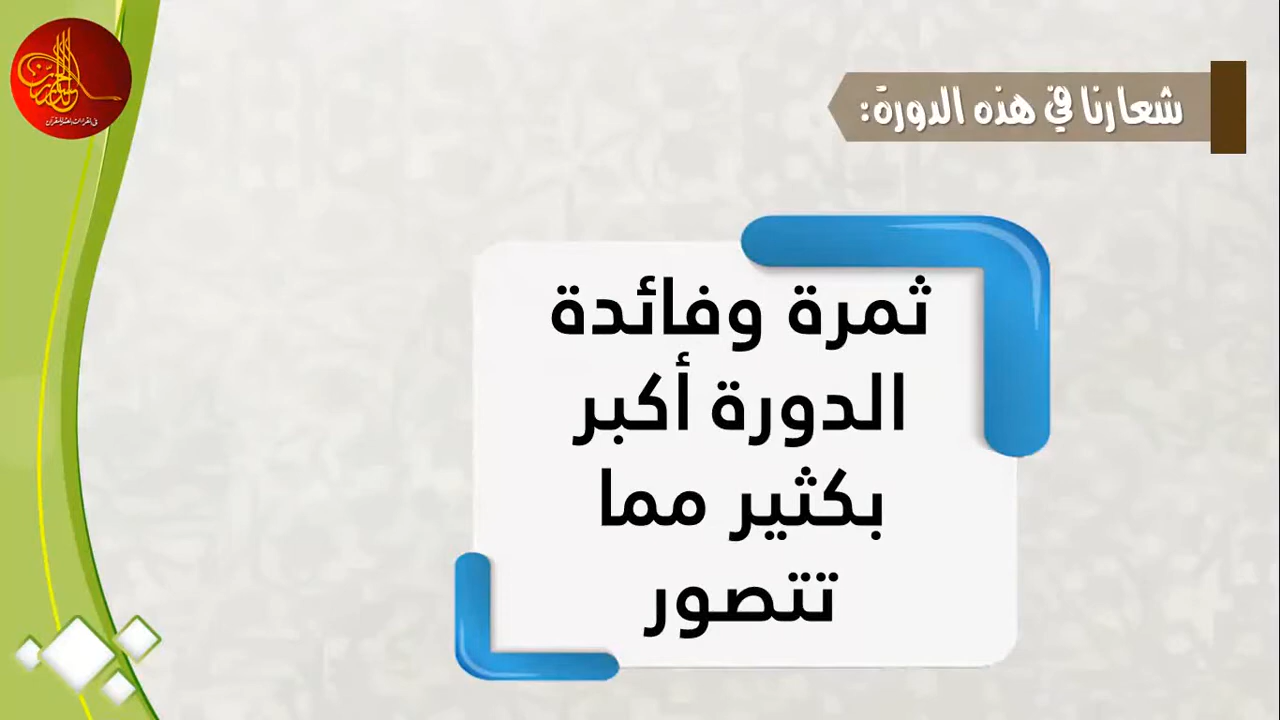 شعارنا في هذه الدورة:
ثمرة وفائدة
الدورة أكبر
بكثير مما
تتصور